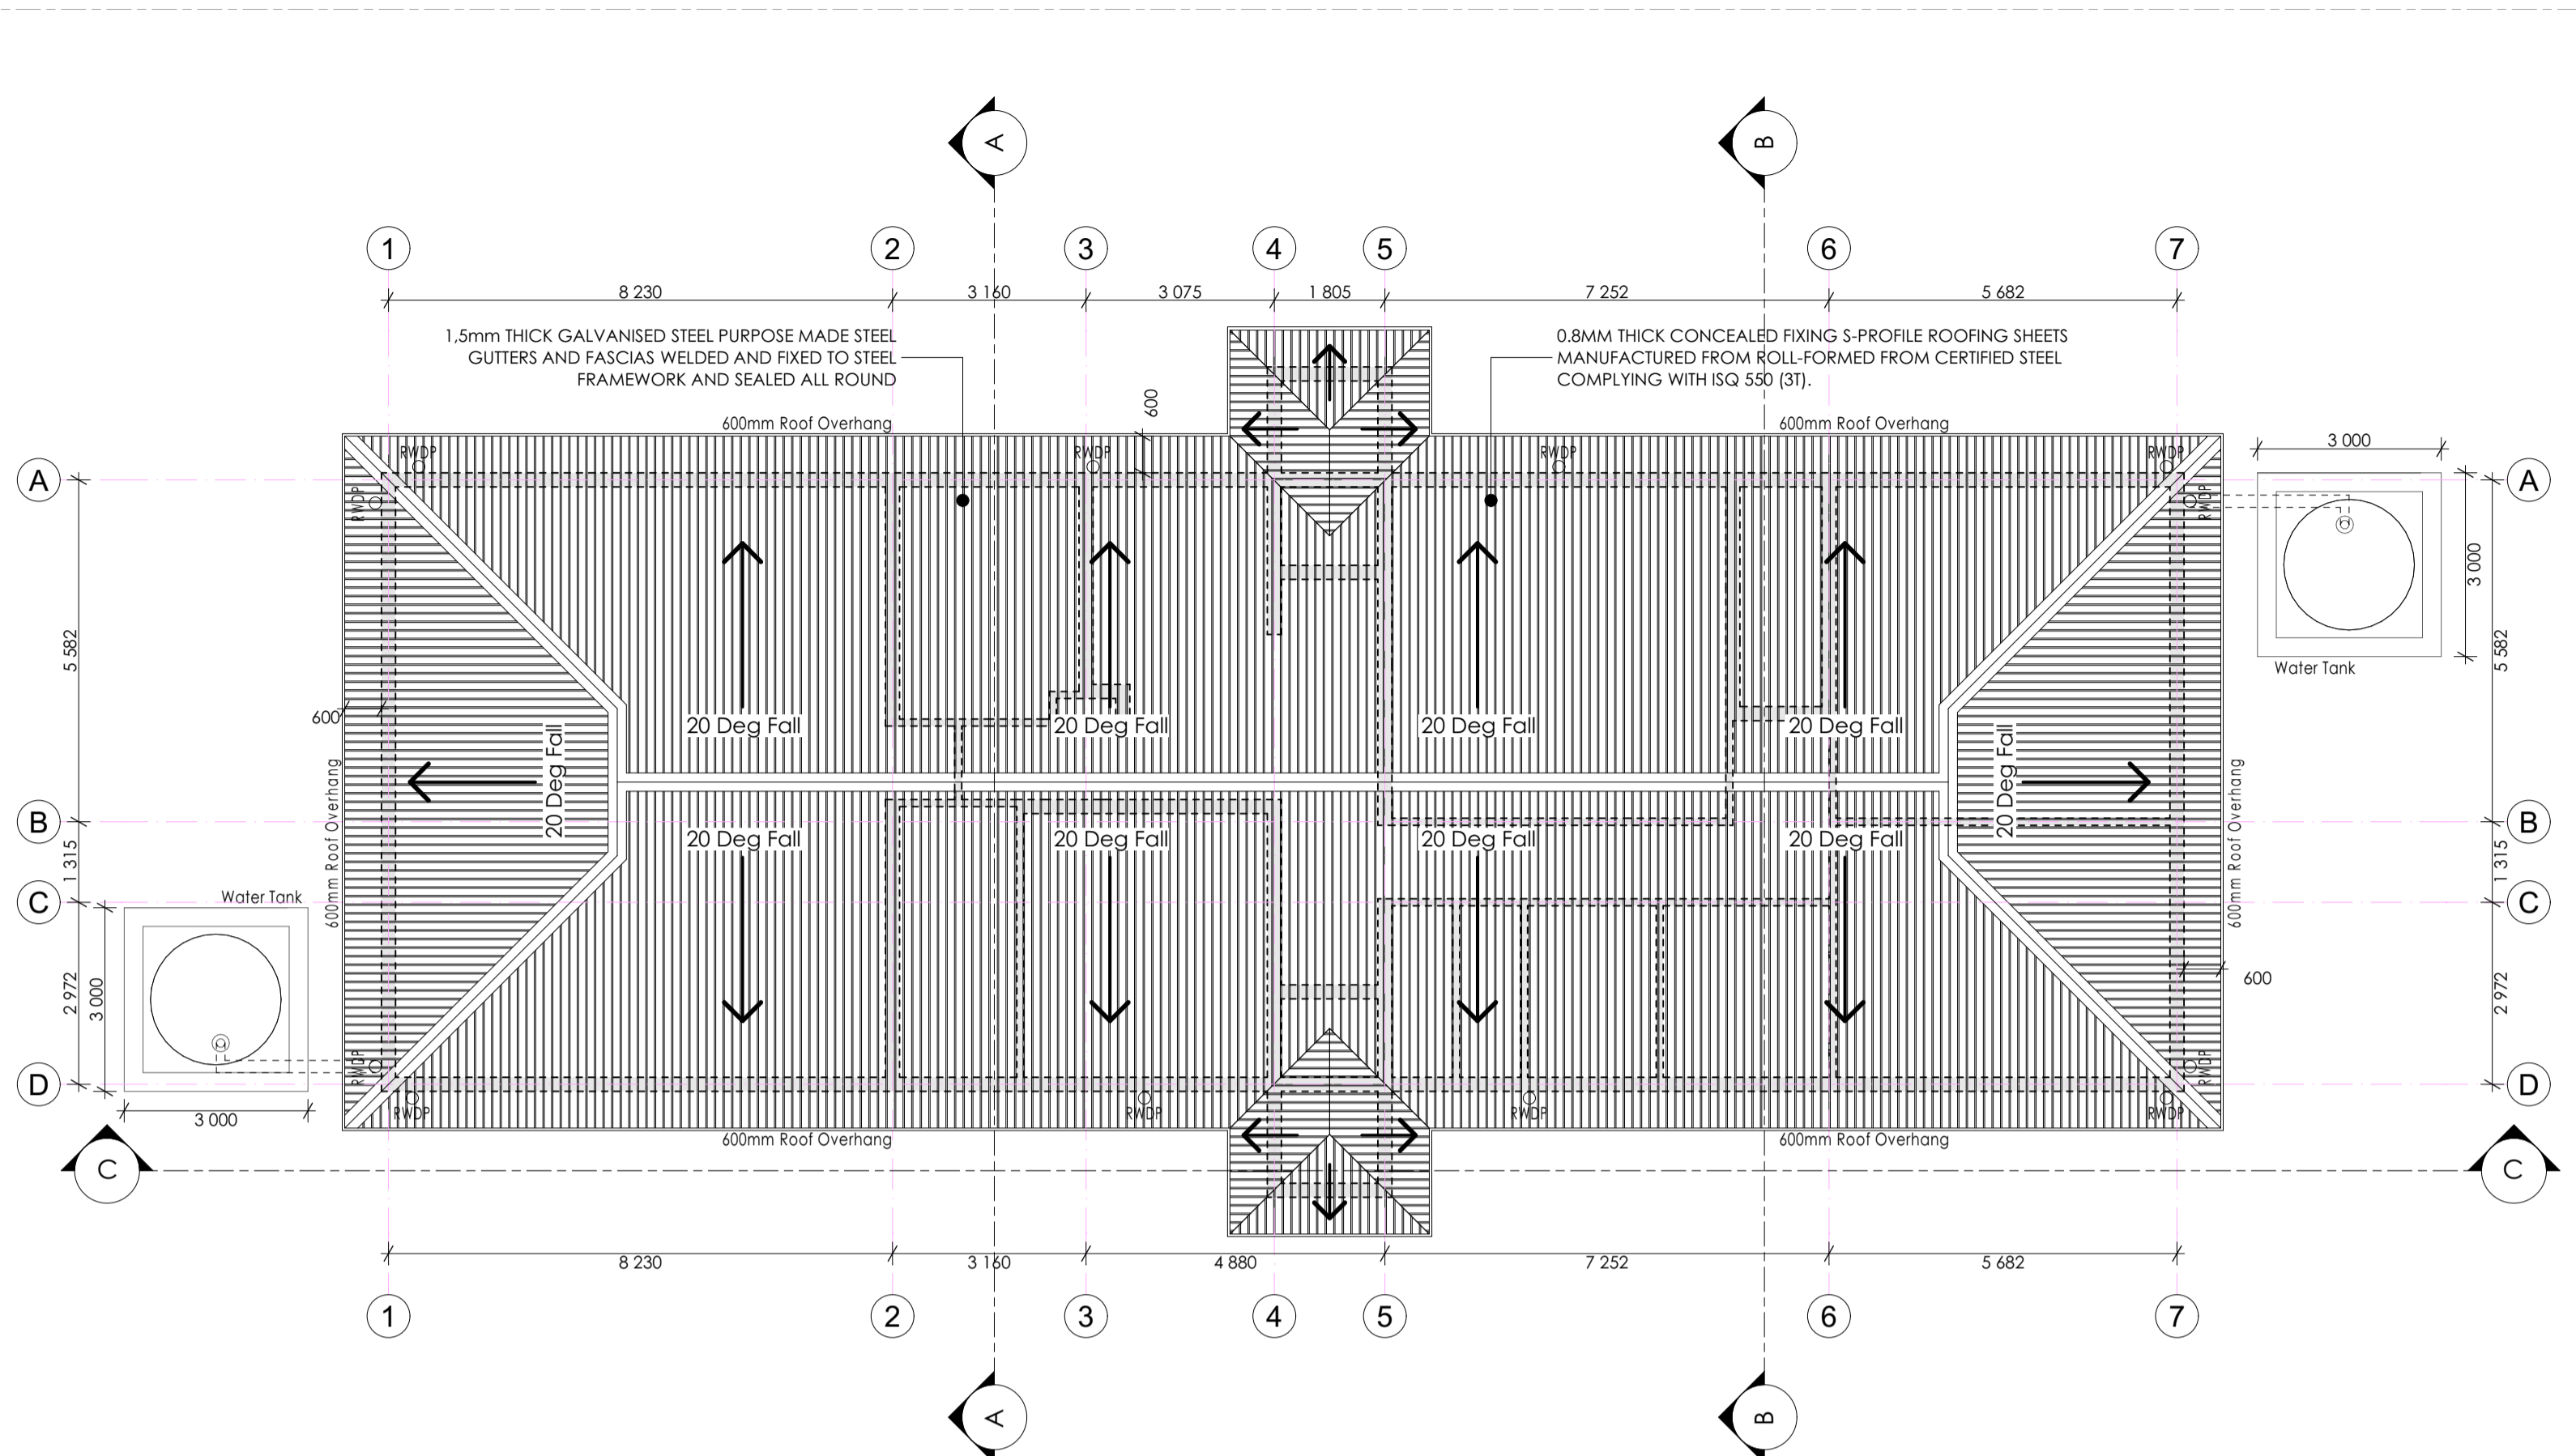 A
B
1
2
3
4
5
6
7
8 230
3 160
3 075
1 805
7 252
5 682
1,5mm THICK GALVANISED STEEL PURPOSE MADE STEEL
GUTTERS AND FASCIAS WELDED AND FIXED TO STEEL
FRAMEWORK AND SEALED ALL ROUND
0.8MM THICK CONCEALED FIXING S-PROFILE ROOFING SHEETS
MANUFACTURED FROM ROLL-FORMED FROM CERTIFIED STEEL
COMPLYING WITH ISQ 550 (3T).
600
600mm Roof Overhang
600mm Roof Overhang
3 000
RWDP
RWDP
RWDP
RWDP
A
A
RWDP
RWDP
3 000
5 582
5 582
Water Tank
600
20 Deg Fall
20 Deg Fall
20 Deg Fall
20 Deg Fall
20 Deg Fall
20 Deg Fall
600mm Roof Overhang
600mm Roof Overhang
B
B
20 Deg Fall
20 Deg Fall
20 Deg Fall
20 Deg Fall
1 315
1 315
Water Tank
C
C
2 972
3 000
600
2 972
RWDP
RWDP
D
D
3 000
RWDP
RWDP
RWDP
RWDP
600mm Roof Overhang
600mm Roof Overhang
C
C
8 230
3 160
4 880
7 252
5 682
1
2
3
4
5
6
7
A
B